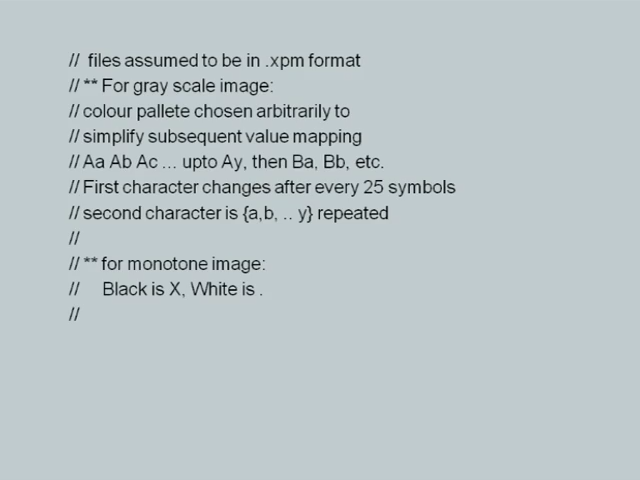 // files assumed to be in .xpm format
// ** For gray scale image:
// colour pallete chosen arbitrarily to
// simplify subsequent value mapping
// Aa Ab Ac ... upto Ay, then Ba, Bb, etc.
// First character changes after every 25 symbols
// second character is {a,b, .. y} repeated
//
// ** for monotone image:
// Black is X, White is .
//